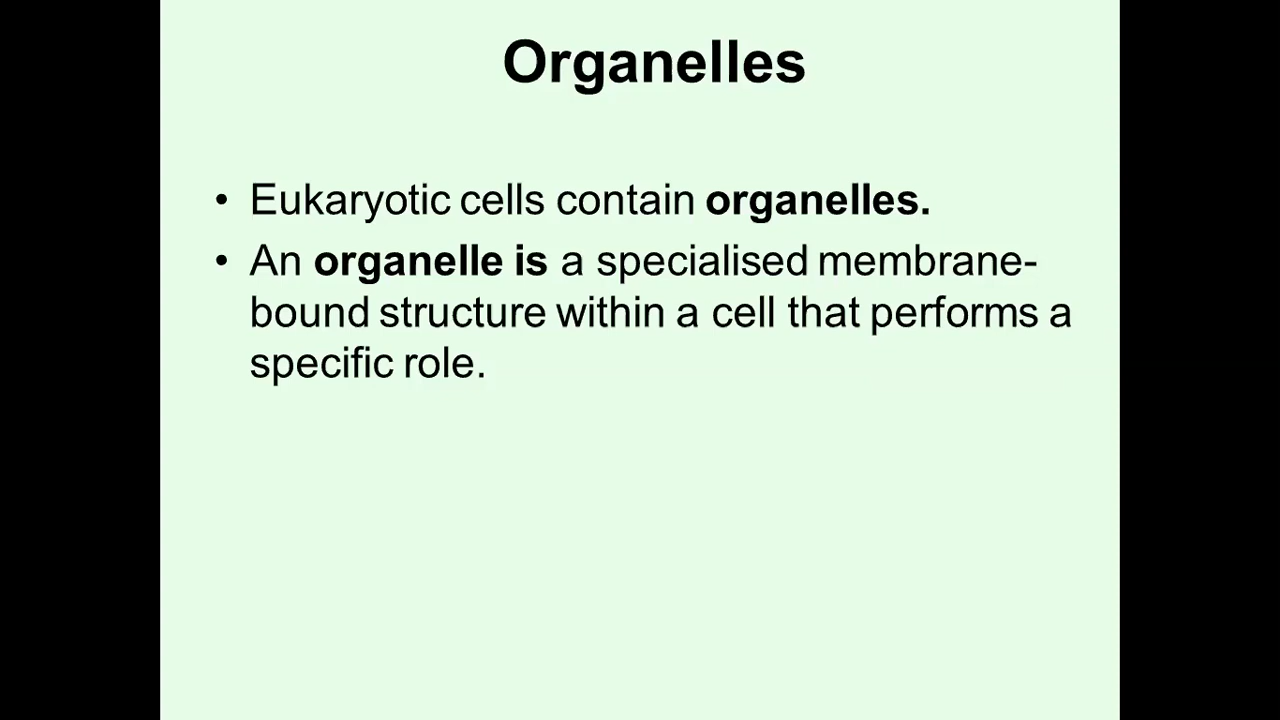 Organelles
• Eukaryotic cells contain organelles.
• An organelle is a specialised membrane-
bound structure within a cell that performs a
specific role.